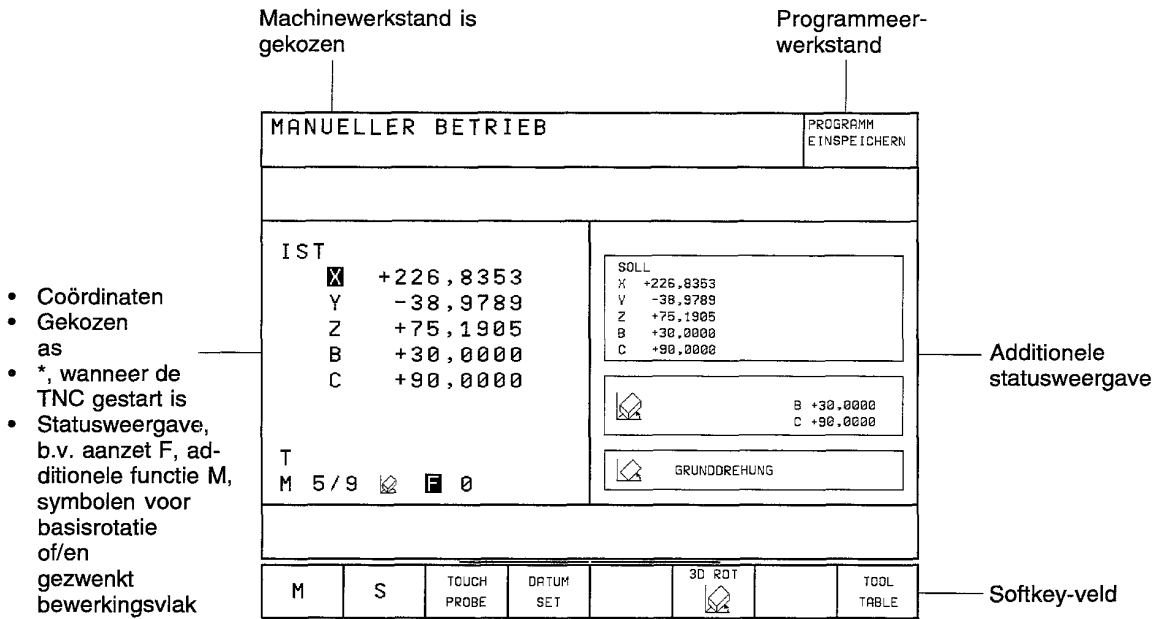 Machinewerkstand is
gekozen
Programmeer-
werkstand
MANUELLER BETRIEB
PROGRAMM
EINSPEICHERN
• Coördinaten
• Gekozen
as
• *, wanneer de
TNC gestart is
• Statusweergave,
b.v. aanzet F, ad-
ditionele functie M,
symbolen voor
basisrotatie
of/en
gezwenkt
bewerkingsvlak
IST
X +226,8353
Y -38,9789
Z +75,1905
B +30,0000
C +90,0000
T
M 5/9 F 0
SOLL
X +226,8353
Y -38,9789
Z +75,1905
B +30,0000
C +90,0000
B +30,0000
C +90,0000
GRUNDDREHUNG
Additionele
statusweergave
M
S
TOUCH
PROBE
DATUM
SET
3D ROT
TOOL
TABLE
Softkey-veld